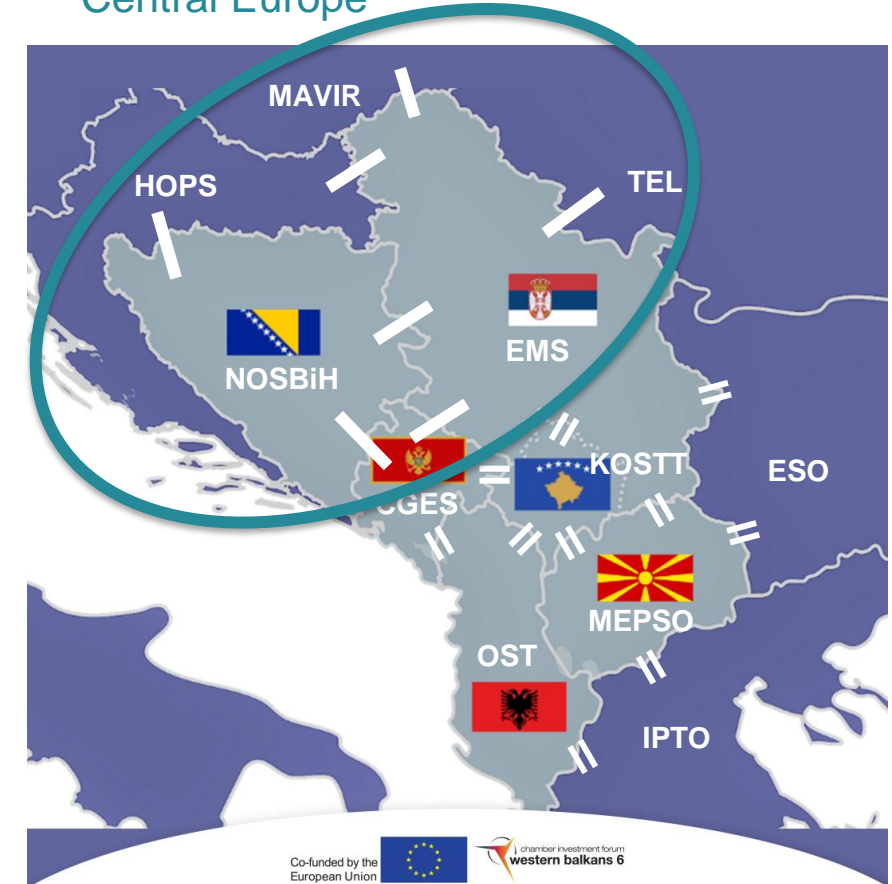 Central Europe
MAVIR
HOPS
TEL
EMS
NOSBiH
KOSTT
ESO
CGES
MEPSO
OST
IPTO
Co-funded by the
European Union
chamber investment forum
western balkans 6